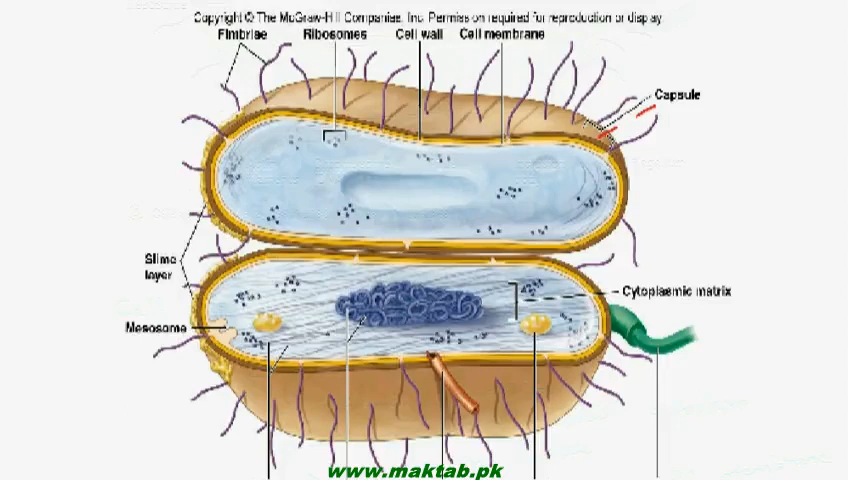 Copyright © The McGraw-Hill Companies, Inc. Permission required for reproduction or display
Fimbriae Ribosomes Cell wall Cell membrane
Capsule
Slime
layer
Cytoplasmic matrix
Mesosome
www.maktab.pk